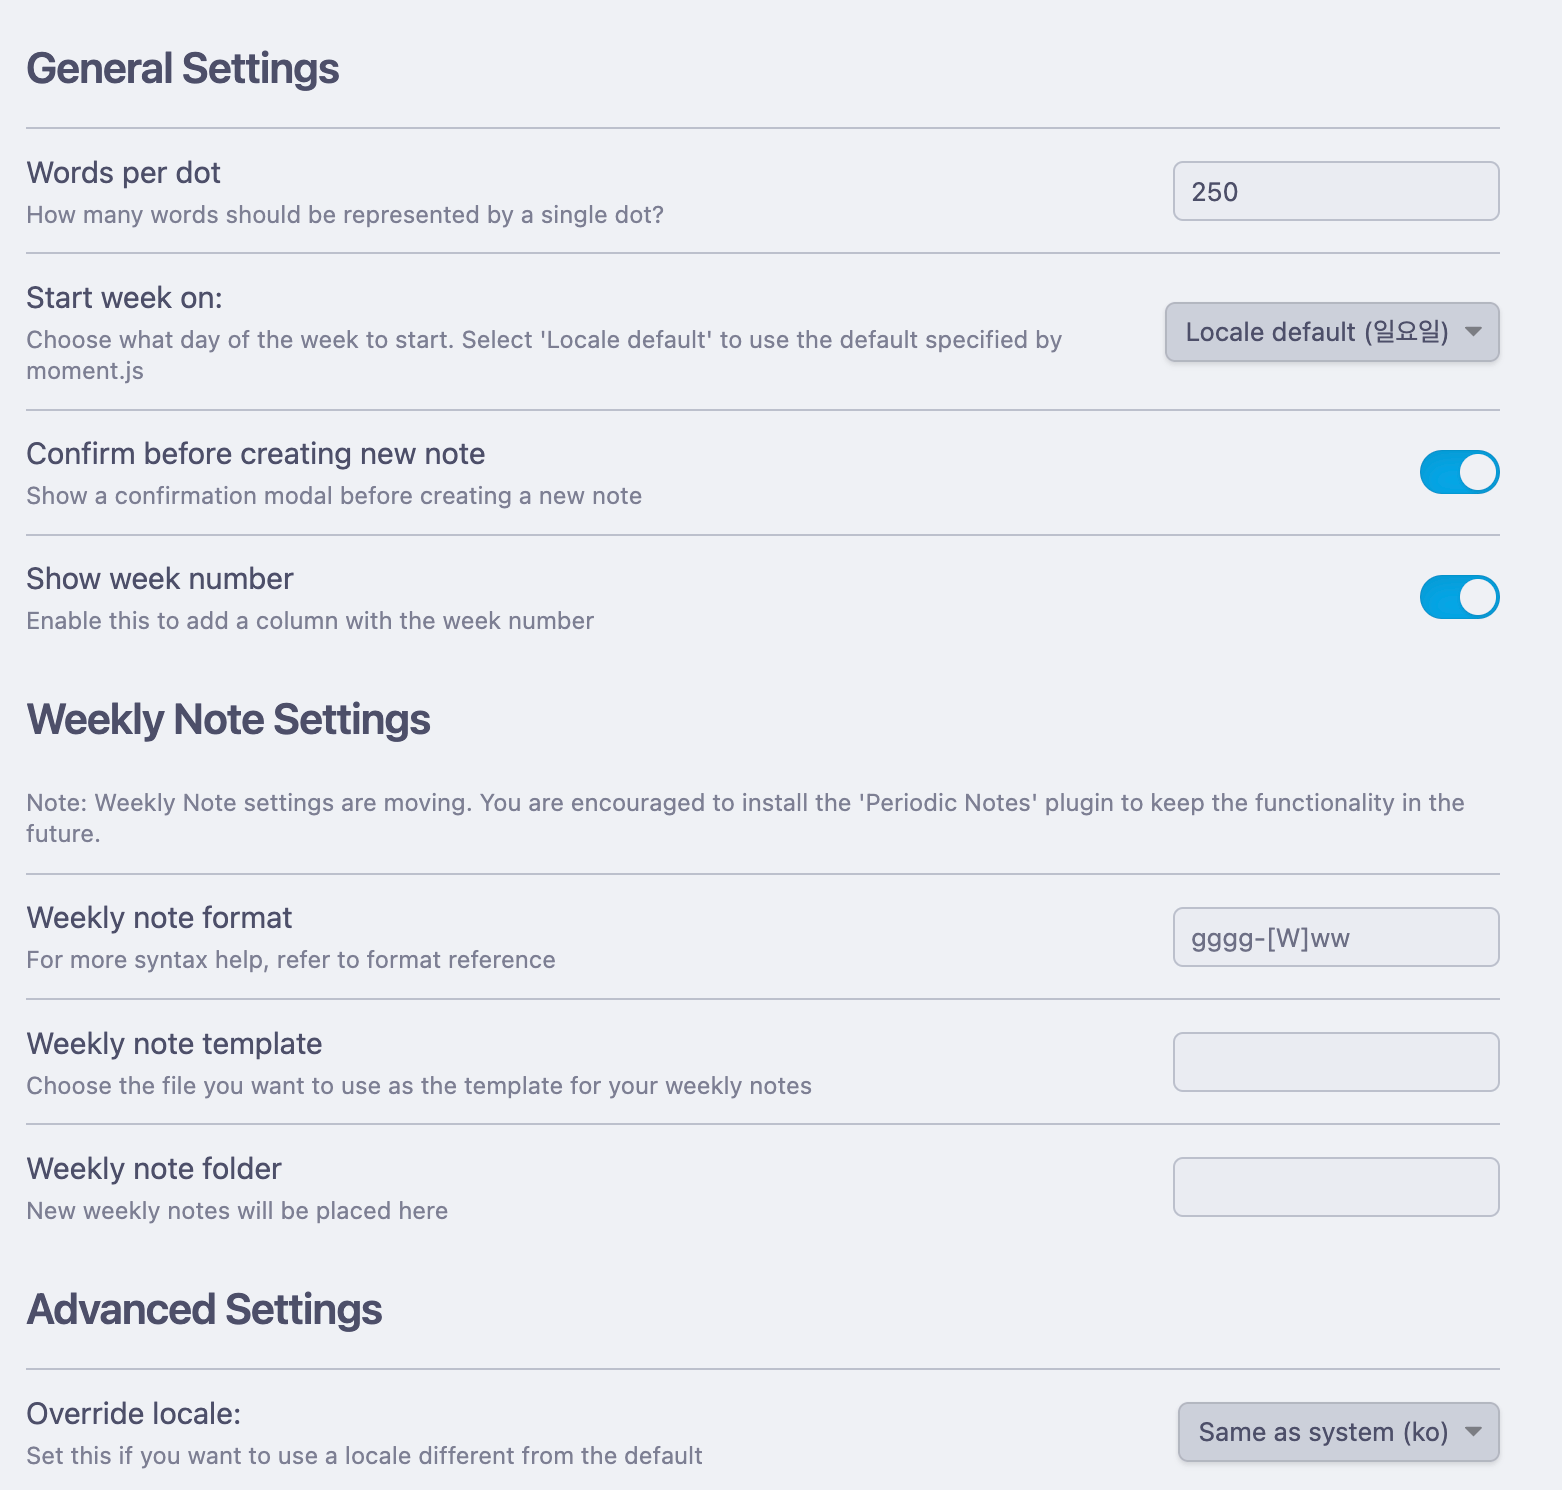 General Settings
Words per dot
How many words should be represented by a single dot?
250
Start week on:
Choose what day of the week to start. Select 'Locale default' to use the default specified by
moment.js
Locale default (일요일)
Confirm before creating new note
Show a confirmation modal before creating a new note
Show week number
Enable this to add a column with the week number
Weekly Note Settings
Note: Weekly Note settings are moving. You are encouraged to install the 'Periodic Notes' plugin to keep the functionality in the
future.
Weekly note format
For more syntax help, refer to format reference
gggg-[W]ww
Weekly note template
Choose the file you want to use as the template for your weekly notes
Weekly note folder
New weekly notes will be placed here
Advanced Settings
Override locale:
Set this if you want to use a locale different from the default
Same as system (ko)